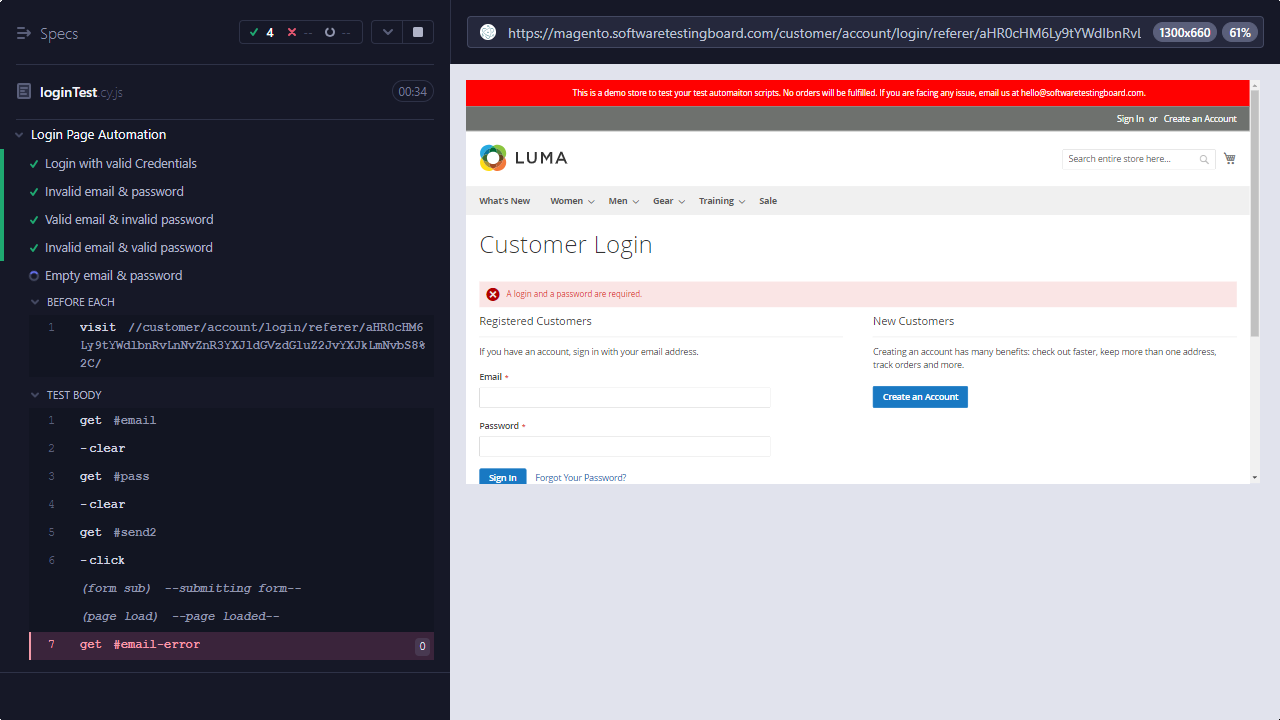 Specs
4 -- --
loginTest.cy.js 00:34
Login Page Automation
Login with valid Credentials
Invalid email & password
Valid email & invalid password
Invalid email & valid password
Empty email & password
BEFORE EACH
1 visit //customer/account/login/referer/aHR0cHM6
Ly9tYWdlbnRvLnNvZnR3YXJldGVzdGluZ2JvYXJkLmNvbS8%
2C/
TEST BODY
1 get #email
2 -clear
3 get #pass
4 -clear
5 get #send2
6 -click
(form sub) --submitting form--
(page load) --page loaded--
7 get #email-error 0
https://magento.softwaretestingboard.com/customer/account/login/referer/aHR0cHM6Ly9tYWdlbnRvL 1300x660 61%
This is a demo store to test your test automaiton scripts. No orders will be fulfilled. If you are facing any issue, email us at hello@softwaretestingboard.com.
Sign In or Create an Account
LUMA
Search entire store here...
What's New Women Men Gear Training Sale
Customer Login
A login and a password are required.
Registered Customers
If you have an account, sign in with your email address.
Email *
Password *
Sign In Forgot Your Password?
New Customers
Creating an account has many benefits: check out faster, keep more than one address,
track orders and more.
Create an Account